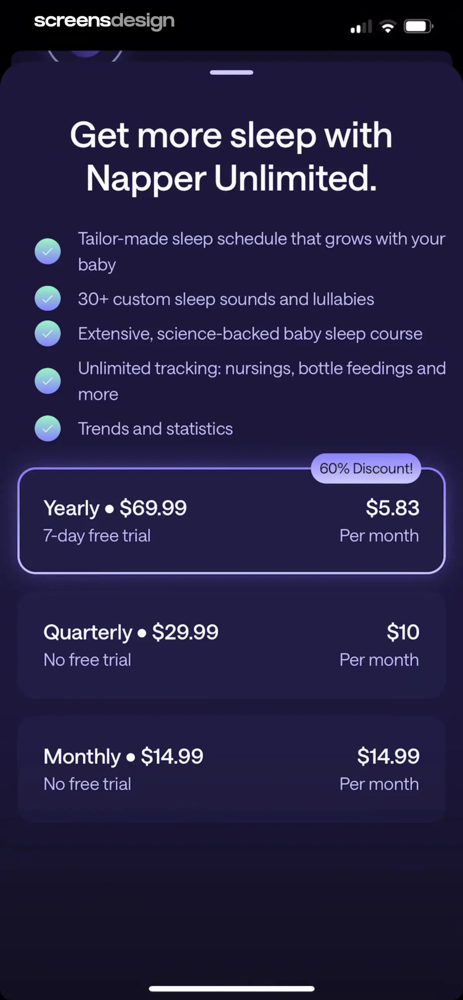 screensdesign
Get more sleep with
Napper Unlimited.
Tailor-made sleep schedule that grows with your
baby
30+ custom sleep sounds and lullabies
Extensive, science-backed baby sleep course
Unlimited tracking: nursings, bottle feedings and
more
Trends and statistics
60% Discount!
Yearly • $69.99 $5.83
7-day free trial Per month
Quarterly • $29.99 $10
No free trial Per month
Monthly • $14.99 $14.99
No free trial Per month